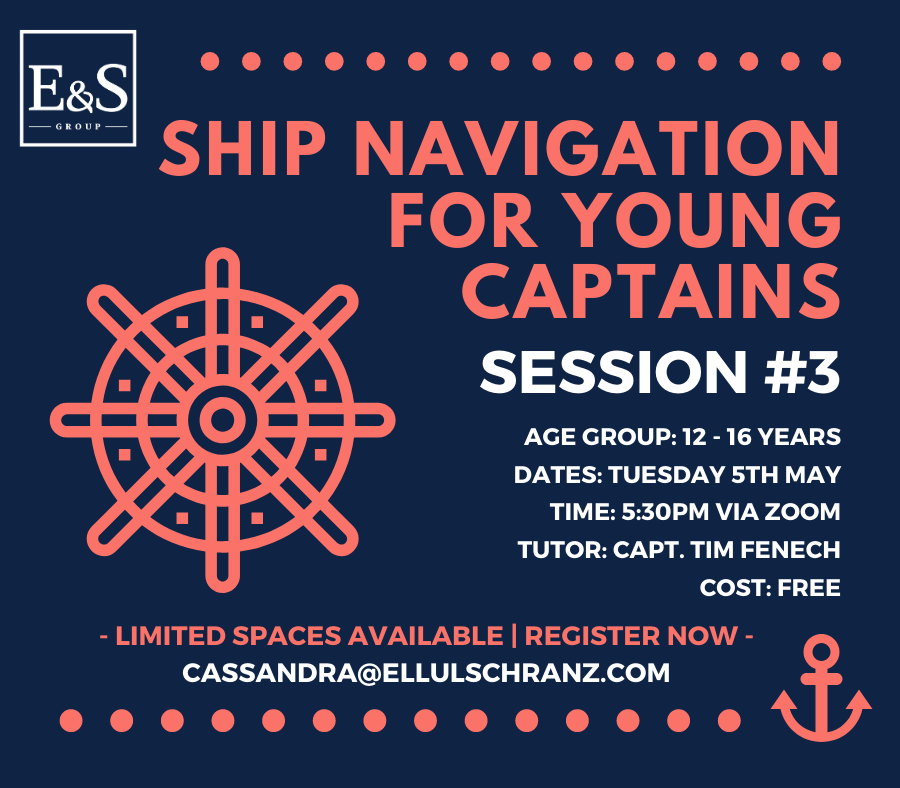 E&S
GROUP
SHIP NAVIGATION
FOR YOUNG
CAPTAINS
SESSION #3
AGE GROUP: 12 - 16 YEARS
DATES: TUESDAY 5TH MAY
TIME: 5:30PM VIA ZOOM
TUTOR: CAPT. TIM FENECH
COST: FREE
- LIMITED SPACES AVAILABLE | REGISTER NOW -
CASSANDRA@ELLULSCHRANZ.COM